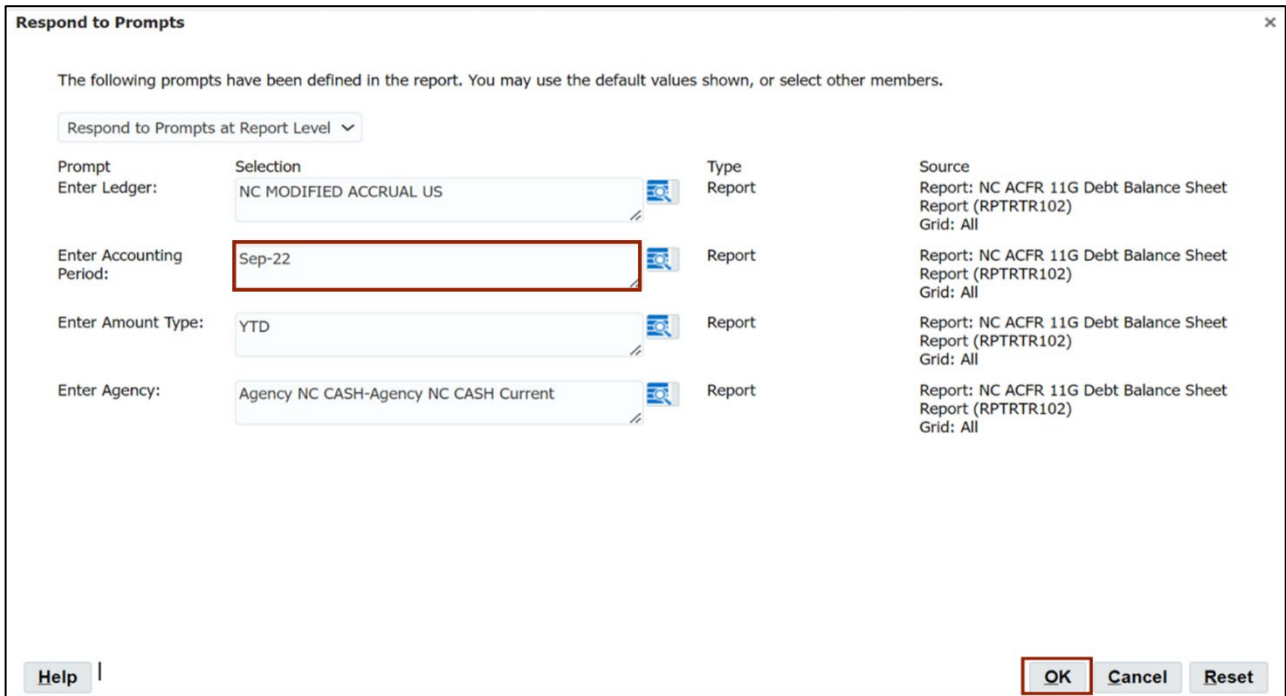 Respond to Prompts ×
The following prompts have been defined in the report. You may use the default values shown, or select other members.
Respond to Prompts at Report Level
Prompt Selection Type Source
Enter Ledger: NC MODIFIED ACCRUAL US Report Report: NC ACFR 11G Debt Balance Sheet
Report (RPTRTR102)
Grid: All
Enter Accounting Sep-22 Report Report: NC ACFR 11G Debt Balance Sheet
Period: Report (RPTRTR102)
Grid: All
Enter Amount Type: YTD Report Report: NC ACFR 11G Debt Balance Sheet
Report (RPTRTR102)
Grid: All
Enter Agency: Agency NC CASH-Agency NC CASH Current Report Report: NC ACFR 11G Debt Balance Sheet
Report (RPTRTR102)
Grid: All
Help OK Cancel Reset